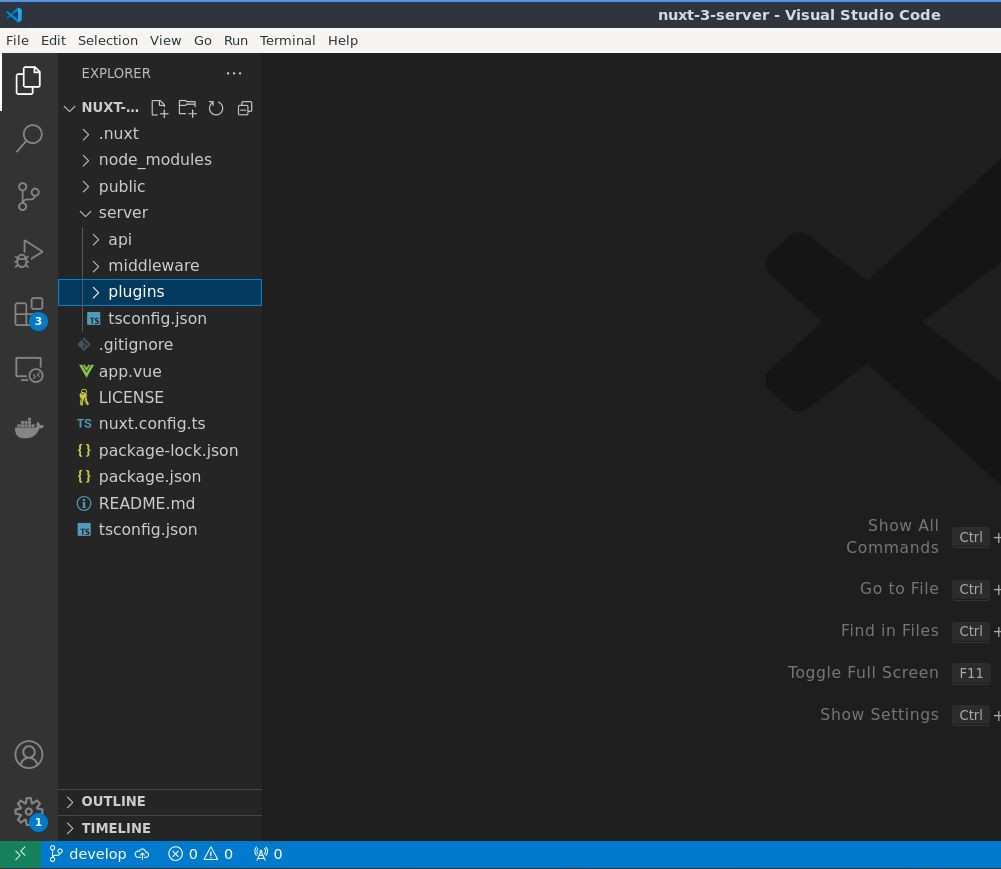 nuxt-3-server - Visual Studio Code
File Edit Selection View Go Run Terminal Help
EXPLORER
NUXT-...
.nuxt
node_modules
public
server
api
middleware
plugins
TS tsconfig.json
.gitignore
app.vue
LICENSE
TS nuxt.config.ts
{} package-lock.json
{} package.json
README.md
TS tsconfig.json
3
Show All
Commands Ctrl +
Go to File Ctrl +
Find in Files Ctrl +
Toggle Full Screen F11
Show Settings Ctrl +
OUTLINE
1
TIMELINE
develop 0 0 0